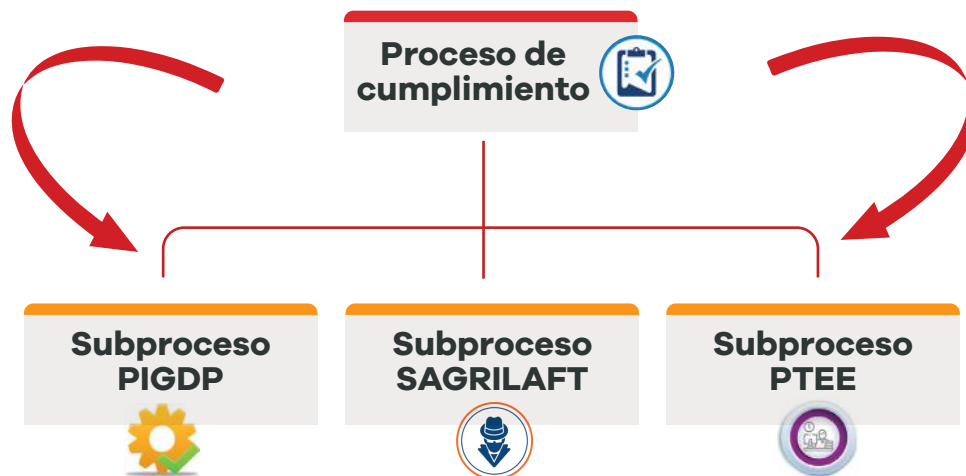 Proceso de
cumplimiento
Subproceso
PIGDP
Subproceso
SAGRILAFT
Subproceso
PTEE